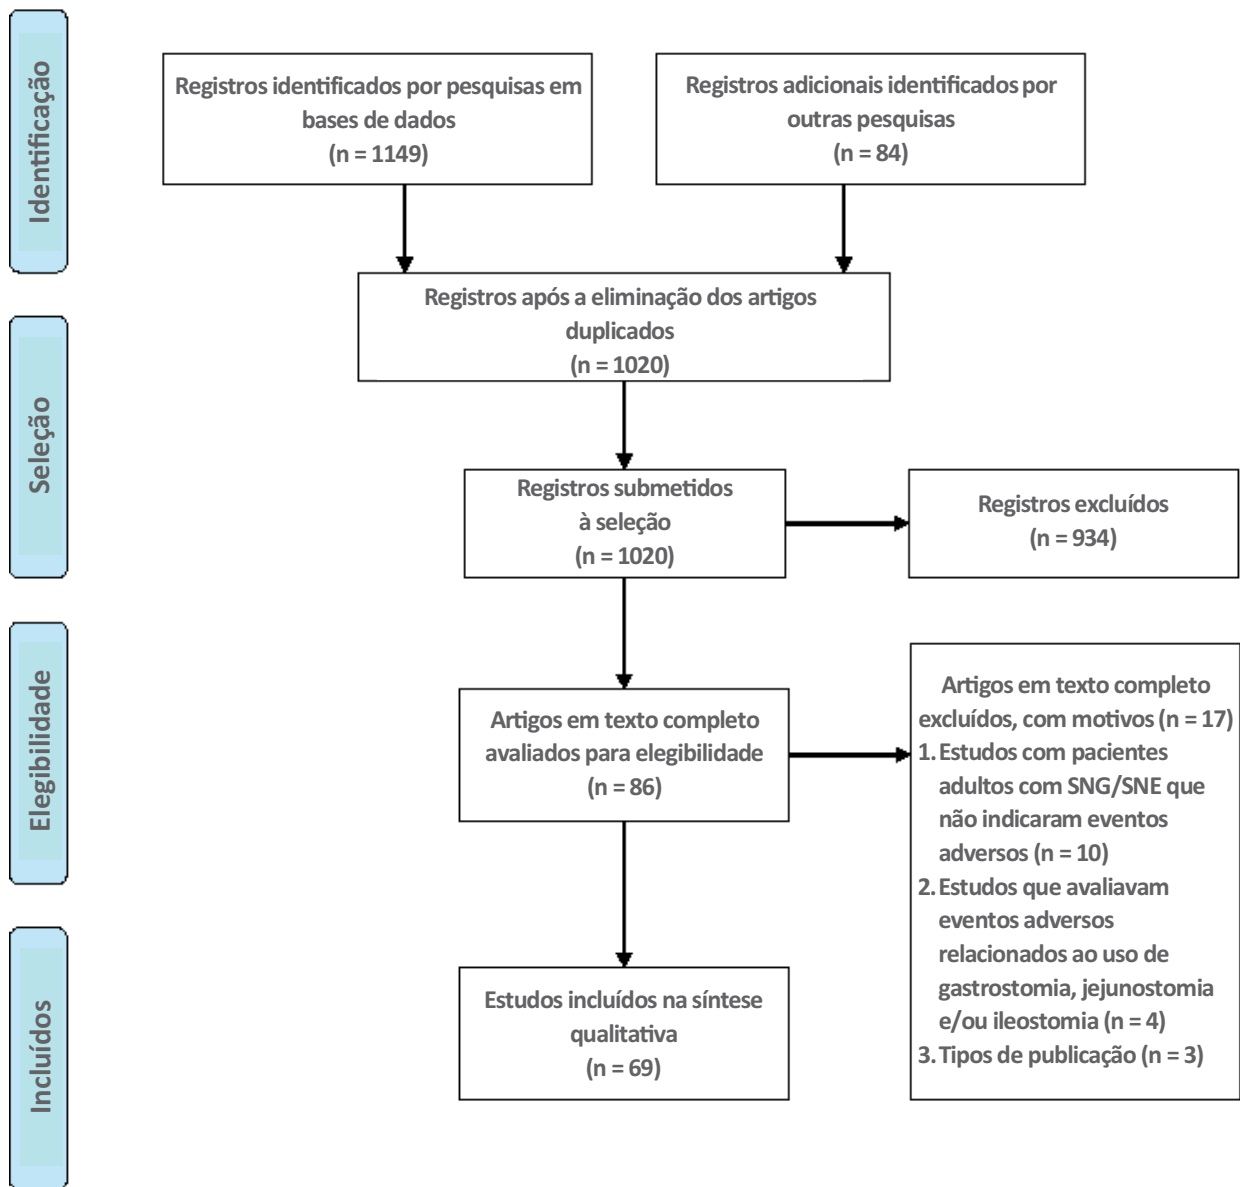 Identificação
Registros identificados por pesquisas em
bases de dados
(n = 1149)
Registros adicionais identificados por
outras pesquisas
(n = 84)
Registros após a eliminação dos artigos
duplicados
(n = 1020)
Seleção
Registros submetidos
à seleção
(n = 1020)
Registros excluídos
(n = 934)
Elegibilidade
Artigos em texto completo
avaliados para elegibilidade
(n = 86)
Artigos em texto completo
excluídos, com motivos (n = 17)
1. Estudos com pacientes
adultos com SNG/SNE que
não indicaram eventos
adversos (n = 10)
2. Estudos que avaliavam
eventos adversos
relacionados ao uso de
gastrostomia, jejunostomia
e/ou ileostomia (n = 4)
3. Tipos de publicação (n = 3)
Incluídos
Estudos incluídos na síntese
qualitativa
(n = 69)